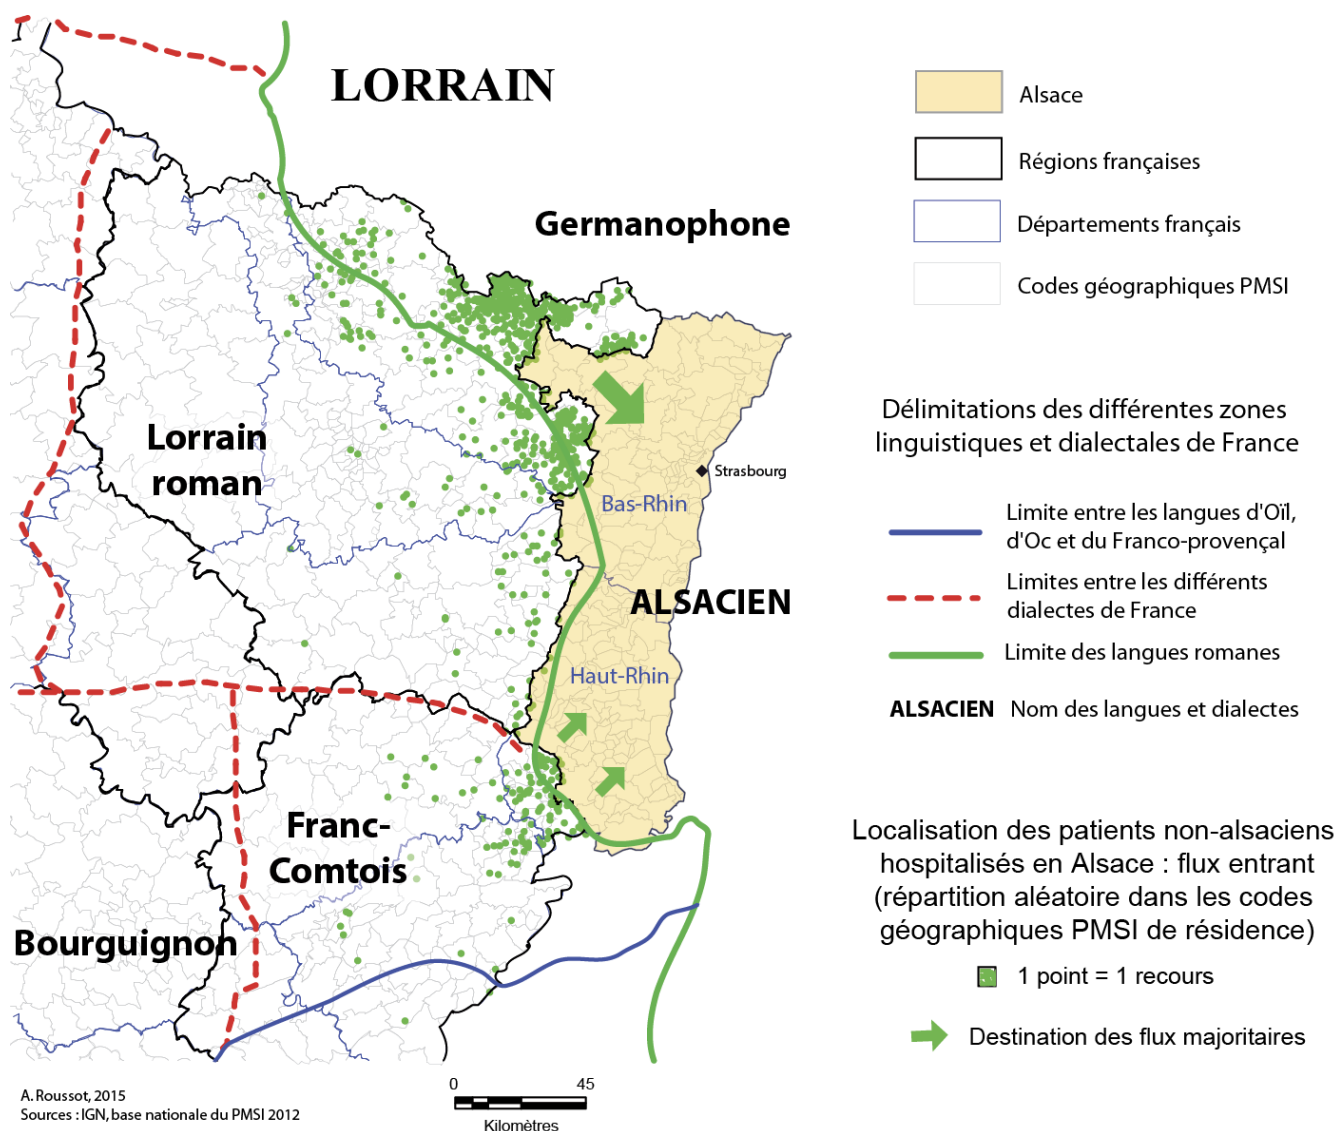 LORRAIN
Germanophone
Lorrain
roman
Strasbourg
Bas-Rhin
ALSACIEN
Haut-Rhin
Franc-
Comtois
Bourguignon
A. Roussot, 2015
Sources : IGN, base nationale du PMSI 2012
0 45
Kilomètres
Alsace
Régions françaises
Départements français
Codes géographiques PMSI
Délimitations des différentes zones
linguistiques et dialectales de France
Limite entre les langues d'Oïl,
d'Oc et du Franco-provençal
Limites entre les différents
dialectes de France
Limite des langues romanes
ALSACIEN Nom des langues et dialectes
Localisation des patients non-alsaciens
hospitalisés en Alsace : flux entrant
(répartition aléatoire dans les codes
géographiques PMSI de résidence)
1 point = 1 recours
Destination des flux majoritaires